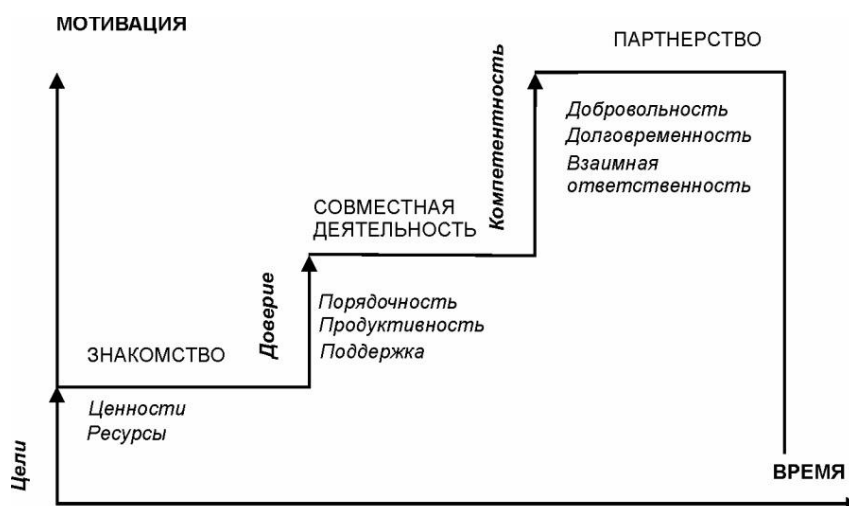 МОТИВАЦИЯ
ПАРТНЕРСТВО
Компетентность
Добровольность
Долговременность
Взаимная
ответственность
СОВМЕСТНАЯ
ДЕЯТЕЛЬНОСТЬ
Доверие
Порядочность
Продуктивность
Поддержка
ЗНАКОМСТВО
Ценности
Ресурсы
Цели
ВРЕМЯ